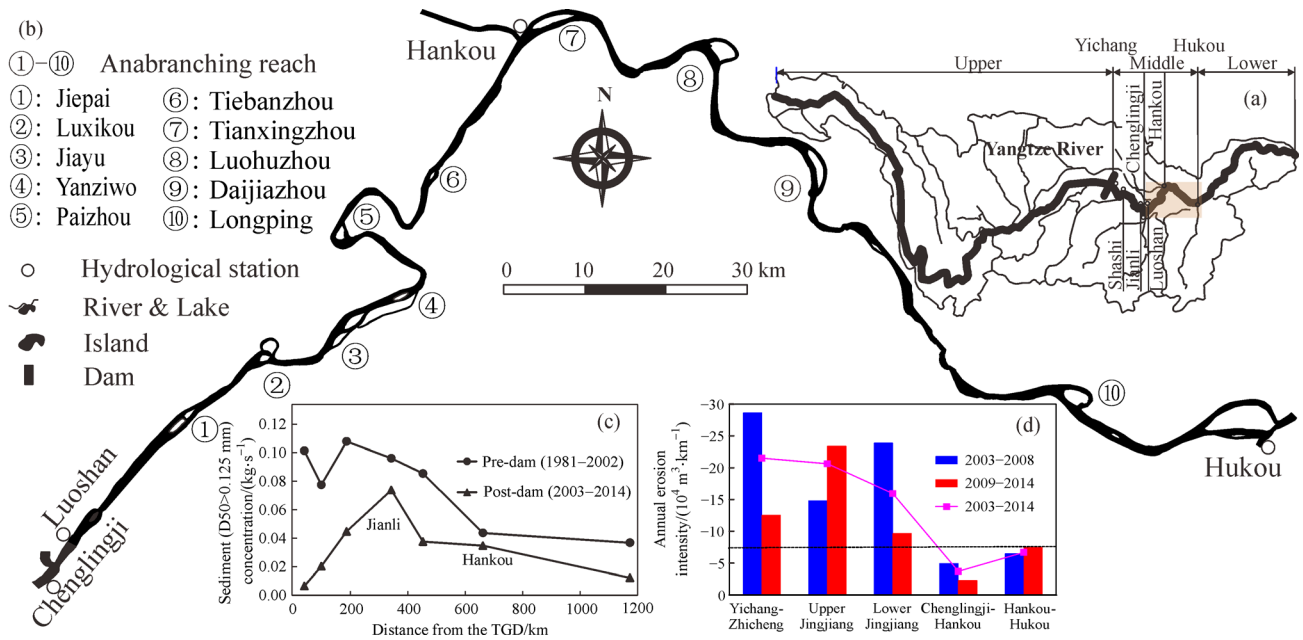 (b)
①–⑩ Anabranching reach
①: Jiepai
②: Luxikou
③: Jiayu
④: Yanziwo
⑤: Paizhou
⑥: Tiebanzhou
⑦: Tianxingzhou
⑧: Luohuzhou
⑨: Daijiazhou
⑩: Longping
Hydrological station
River & Lake
Island
Dam
Hankou
⑦
⑧
⑥
⑤
④
③
②
①
⑨
⑩
Luoshan
Chenglingji
Hukou
N
0 10 20 30 km
(a)
Yichang
Hukou
Upper
Middle
Lower
Chenglingji
Hankou
Yangtze River
Shashi
Jianli
Luoshan
(c)
Sediment (D50>0.125 mm)
concentration/(kg·s⁻¹)
0.12
0.10
0.08
0.06
0.04
0.02
0.00
Pre-dam (1981–2002)
Post-dam (2003–2014)
Jianli
Hankou
0 200 400 600 800 1000 1200
Distance from the TGD/km
(d)
Annual erosion
intensity/(10⁴ m³·km⁻¹)
−30
−25
−20
−15
−10
−5
0
2003−2008
2009−2014
2003−2014
Yichang-
Zhicheng
Upper
Jingjiang
Lower
Jingjiang
Chenglingji-
Hankou
Hankou-
Hukou